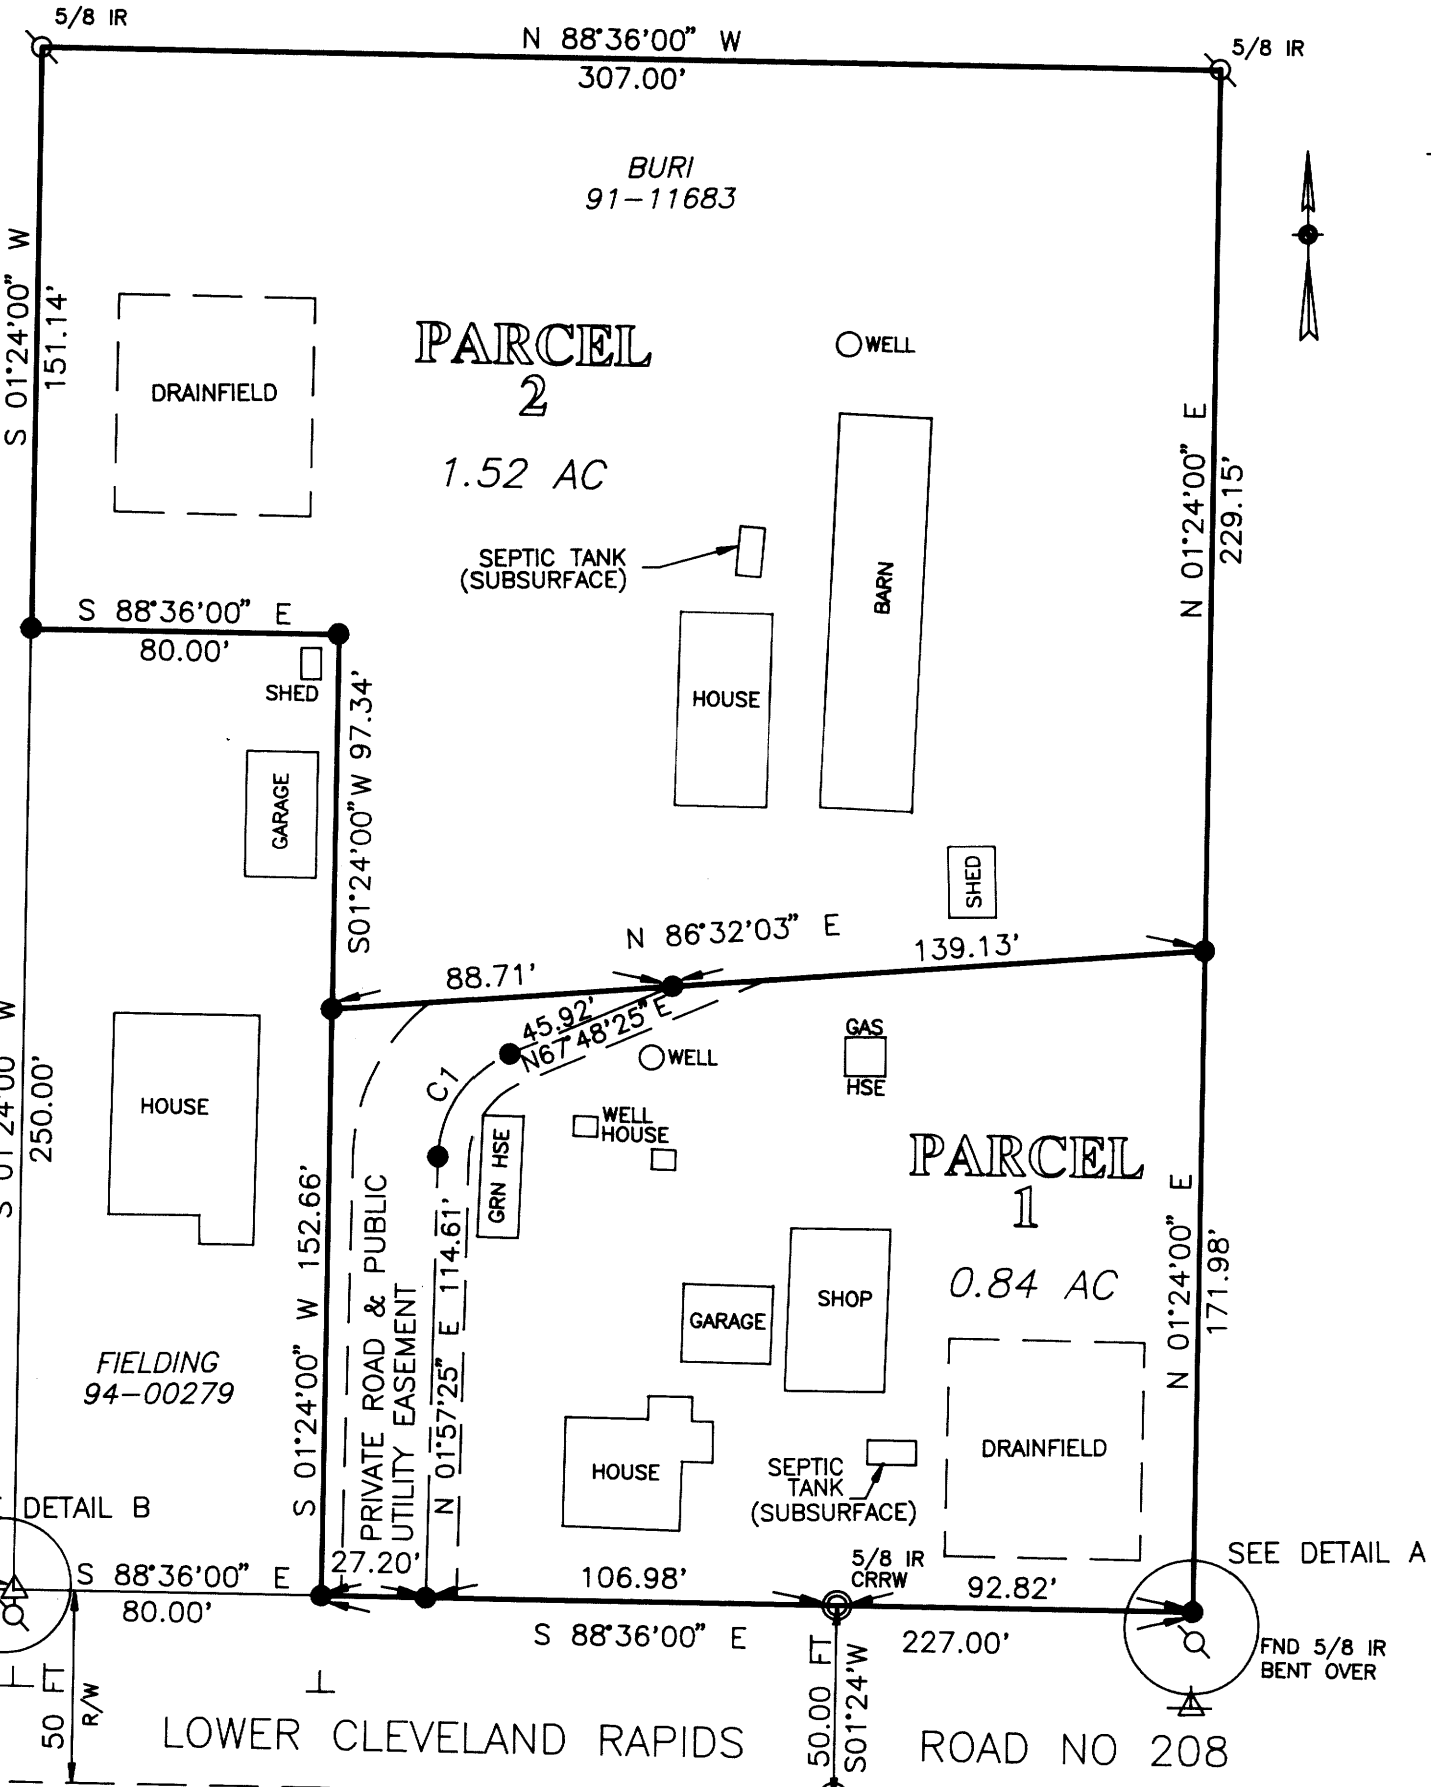 5/8 IR
N 88°36'00" W
307.00'
5/8 IR
BURI
91-11683
S 01°24'00" W
151.14'
DRAINFIELD
PARCEL
2
1.52 AC
WELL
SEPTIC TANK
(SUBSURFACE)
BARN
HOUSE
N 01°24'00" E
229.15'
S 88°36'00" E
80.00'
SHED
GARAGE
S01°24'00"W 97.34'
SHED
N 86°32'03" E
88.71'
139.13'
45.92'
N67°48'25"E
C1
WELL
GAS
HSE
WELL
HOUSE
GRN HSE
HOUSE
S 01°24'00" W
250.00'
S 01°24'00" W 152.66'
PRIVATE ROAD & PUBLIC
UTILITY EASEMENT
N 01°57'25" E 114.61'
PARCEL
1
0.84 AC
N 01°24'00" E
171.98'
SHOP
GARAGE
FIELDING
94-00279
HOUSE
DRAINFIELD
SEPTIC
TANK
(SUBSURFACE)
DETAIL B
SEE DETAIL A
S 88°36'00" E
80.00'
27.20'
106.98'
5/8 IR
CRRW
92.82'
S 88°36'00" E
227.00'
FND 5/8 IR
BENT OVER
50 FT
R/W
50.00 FT
S01°24'W
LOWER CLEVELAND RAPIDS ROAD NO 208